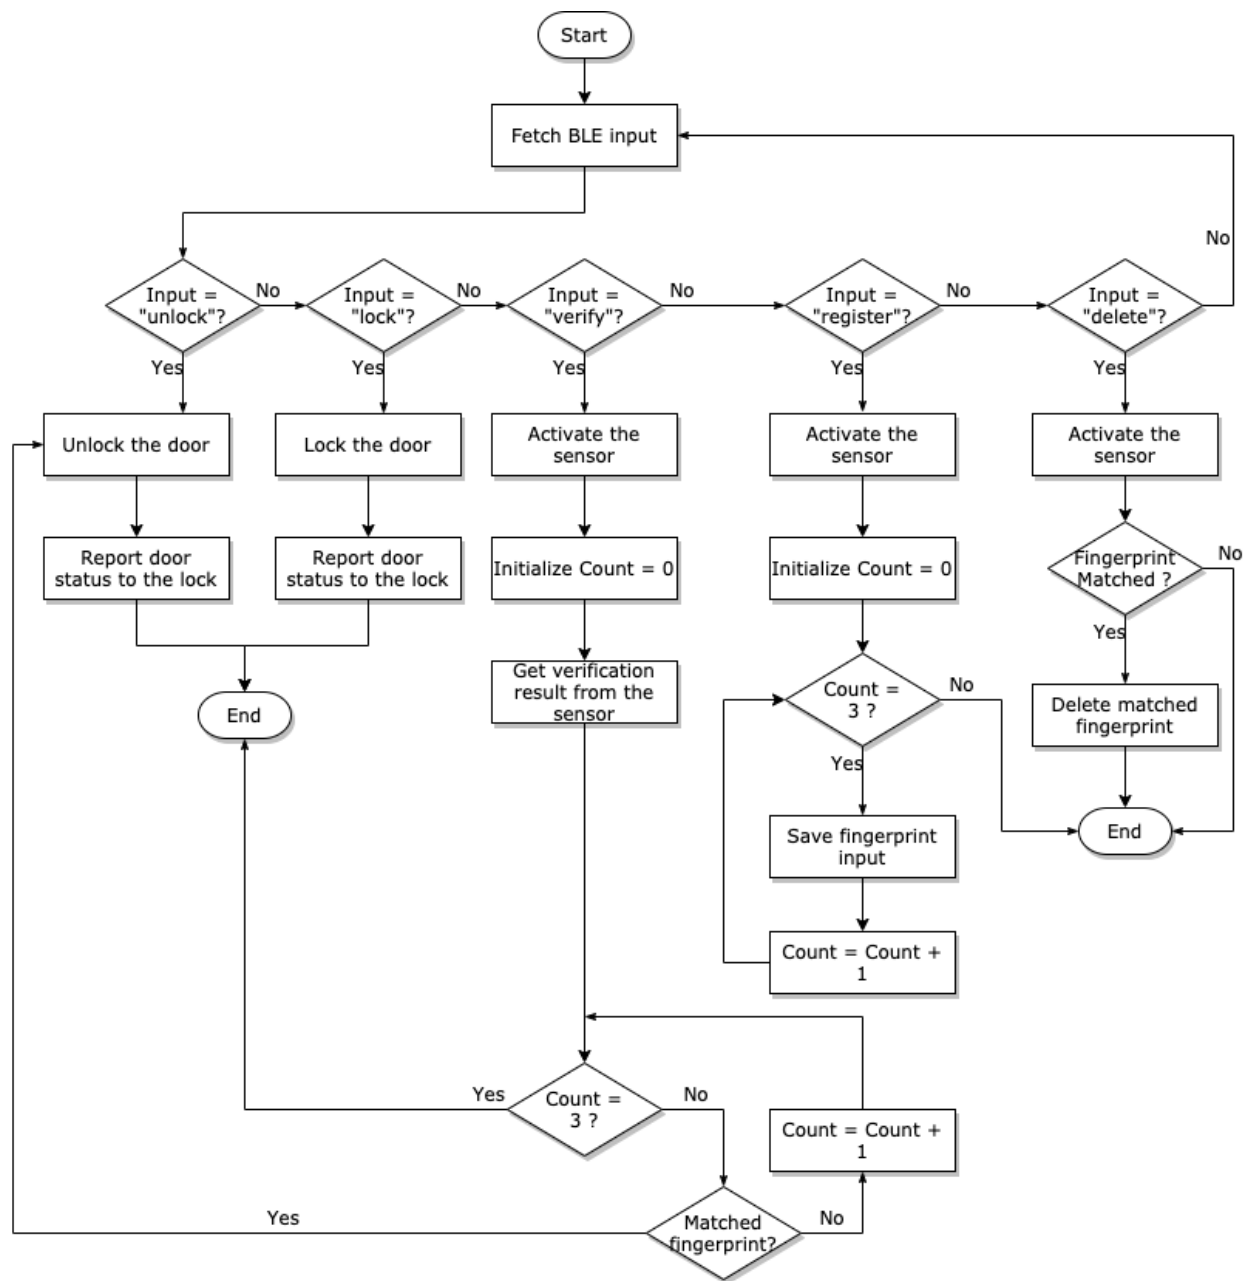 Start
Fetch BLE input
No
Input =
"unlock"?
No
Input =
"lock"?
No
Input =
"verify"?
No
Input =
"register"?
No
Input =
"delete"?
Yes
Yes
Yes
Yes
Yes
Unlock the door
Lock the door
Activate the
sensor
Activate the
sensor
Activate the
sensor
Report door
status to the lock
Report door
status to the lock
Initialize Count = 0
Initialize Count = 0
Fingerprint
Matched ?
No
Yes
Get verification
result from the
sensor
Count =
3 ?
No
Delete matched
fingerprint
End
Yes
Save fingerprint
input
End
Count = Count +
1
Yes
Count =
3 ?
No
Count = Count +
1
Yes
Matched
fingerprint?
No